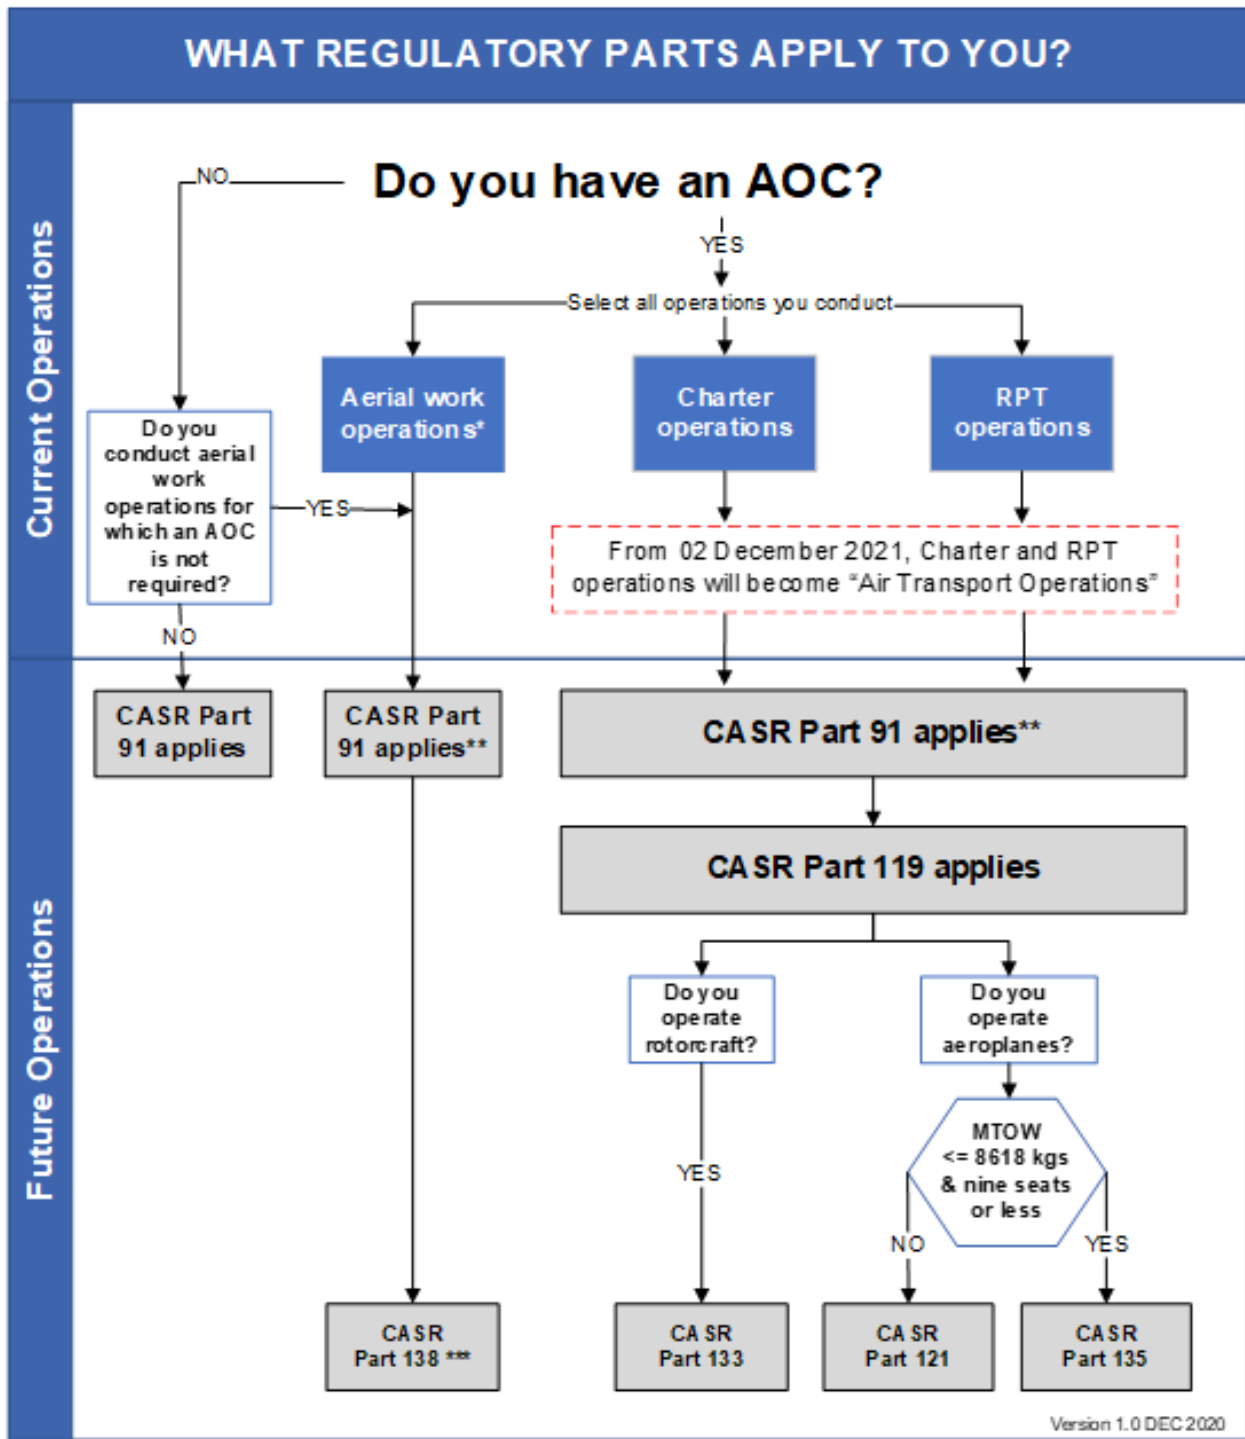 WHAT REGULATORY PARTS APPLY TO YOU?
Current Operations
Do you have an AOC?
NO
YES
Select all operations you conduct
Aerial work
operations*
Charter
operations
RPT
operations
Do you
conduct aerial
work
operations for
which an AOC
is not
required?
YES
NO
From 02 December 2021, Charter and RPT
operations will become “Air Transport Operations”
Future Operations
CASR Part
91 applies
CASR Part
91 applies**
CASR Part 91 applies**
CASR Part 119 applies
Do you
operate
rotorcraft?
Do you
operate
aeroplanes?
MTOW
<= 8618 kgs
& nine seats
or less
YES
NO
YES
CASR
Part 138 ***
CASR
Part 133
CASR
Part 121
CASR
Part 135
Version 1.0 DEC 2020